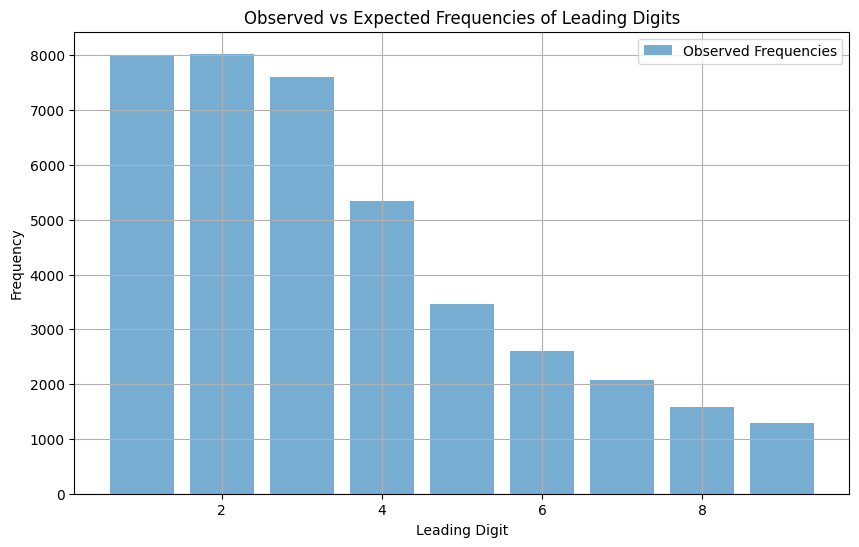 Observed vs Expected Frequencies of Leading Digits
Observed Frequencies
8000
7000
6000
5000
4000
3000
2000
1000
0
Frequency
2 4 6 8
Leading Digit